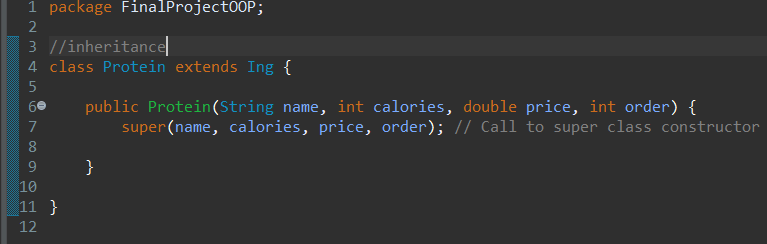 1 package FinalProjectOOP;
2
3 //inheritance
4 class Protein extends Ing {
5
6 public Protein(String name, int calories, double price, int order) {
7 super(name, calories, price, order); // Call to super class constructor
8
9 }
10
11 }
12